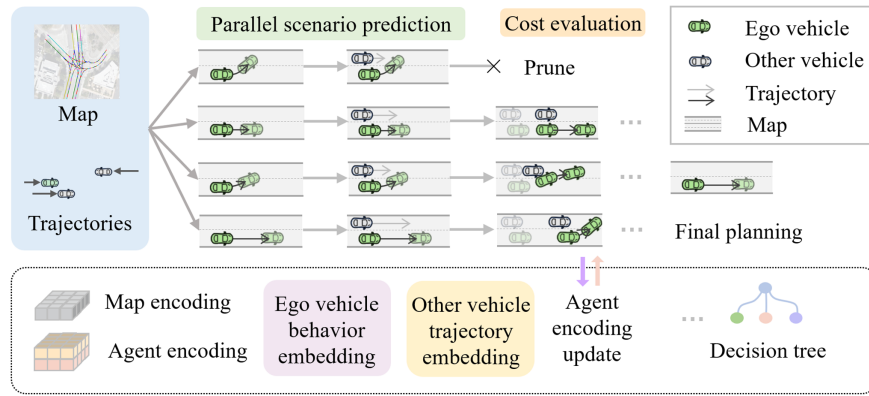 Parallel scenario prediction
Cost evaluation
Map
Trajectories
Prune
Final planning
Ego vehicle
Other vehicle
Trajectory
Map
Map encoding
Agent encoding
Ego vehicle
behavior
embedding
Other vehicle
trajectory
embedding
Agent
encoding
update
Decision tree